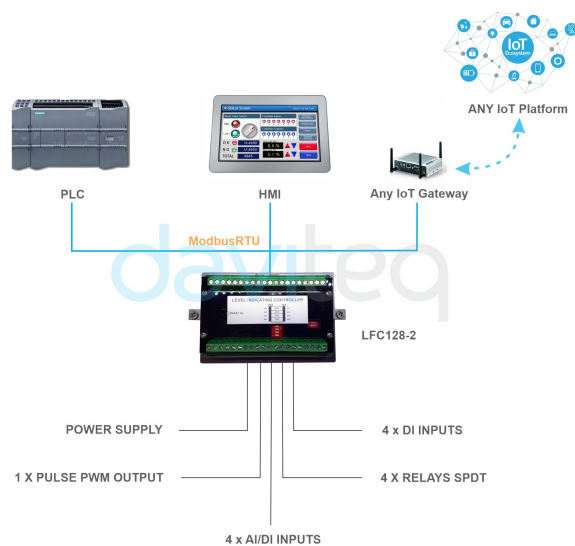 IoT
Ecosystem
ANY IoT Platform
PLC
HMI
Any IoT Gateway
ModbusRTU
daviteq
LEVEL INDICATING CONTROLLER
LFC128-2
POWER SUPPLY
4 x DI INPUTS
1 X PULSE PWM OUTPUT
4 X RELAYS SPDT
4 x AI/DI INPUTS